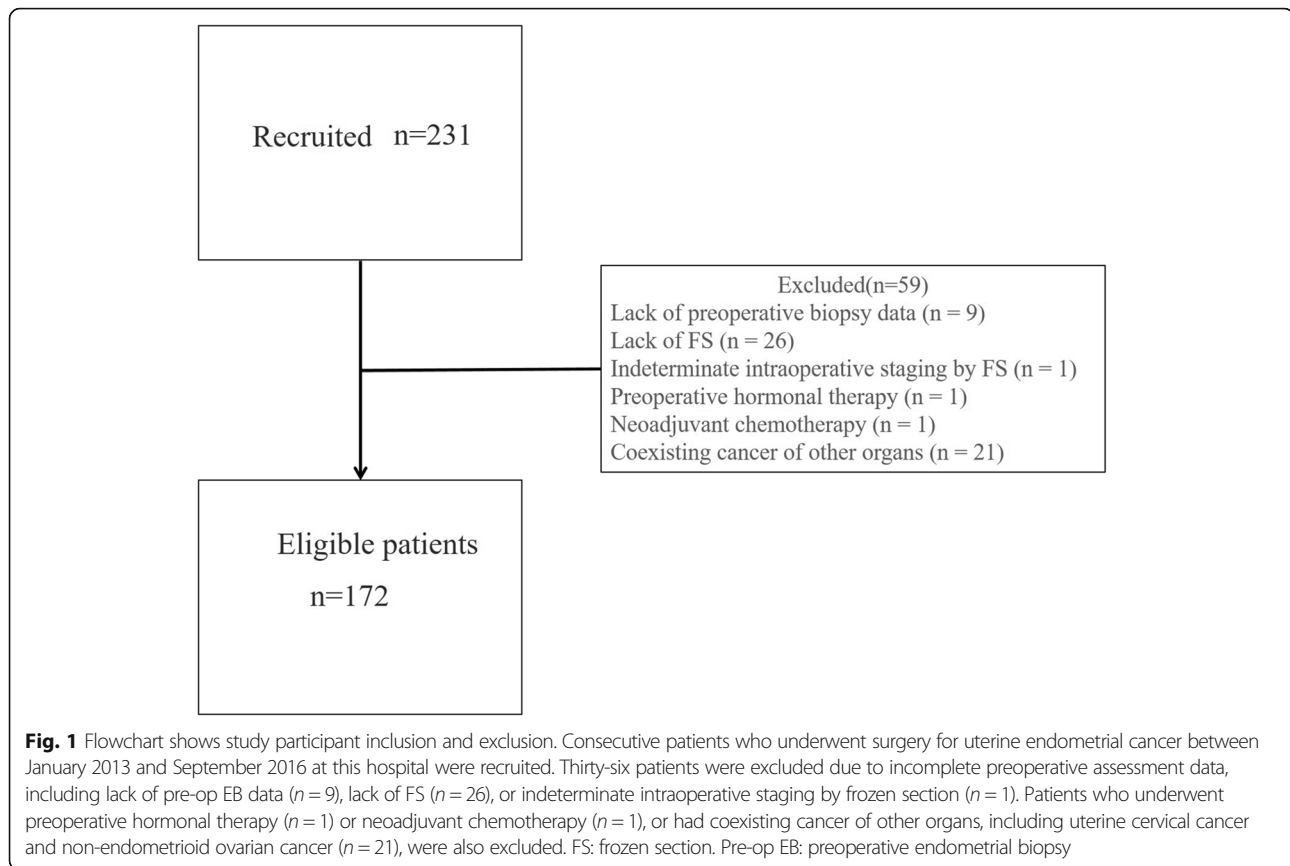 Recruited n=231
Excluded(n=59)
Lack of preoperative biopsy data (n = 9)
Lack of FS (n = 26)
Indeterminate intraoperative staging by FS (n = 1)
Preoperative hormonal therapy (n = 1)
Neoadjuvant chemotherapy (n = 1)
Coexisting cancer of other organs (n = 21)
Eligible patients
n=172
Fig. 1 Flowchart shows study participant inclusion and exclusion. Consecutive patients who underwent surgery for uterine endometrial cancer between
January 2013 and September 2016 at this hospital were recruited. Thirty-six patients were excluded due to incomplete preoperative assessment data,
including lack of pre-op EB data (n = 9), lack of FS (n = 26), or indeterminate intraoperative staging by frozen section (n = 1). Patients who underwent
preoperative hormonal therapy (n = 1) or neoadjuvant chemotherapy (n = 1), or had coexisting cancer of other organs, including uterine cervical cancer
and non-endometrioid ovarian cancer (n = 21), were also excluded. FS: frozen section. Pre-op EB: preoperative endometrial biopsy